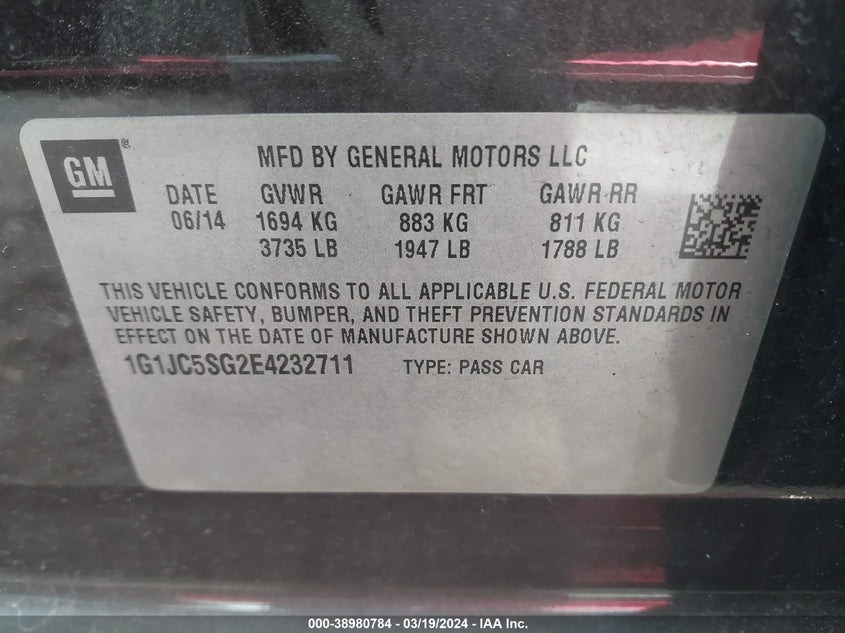 GM®
MFD BY GENERAL MOTORS LLC
DATE GVWR GAWR FRT GAWR RR
06/14 1694 KG 883 KG 811 KG
3735 LB 1947 LB 1788 LB
THIS VEHICLE CONFORMS TO ALL APPLICABLE U.S. FEDERAL MOTOR
VEHICLE SAFETY, BUMPER, AND THEFT PREVENTION STANDARDS IN
EFFECT ON THE DATE OF MANUFACTURE SHOWN ABOVE.
1G1JC5SG2E4232711 TYPE: PASS CAR
000-38980784 - 03/19/2024 - IAA Inc.